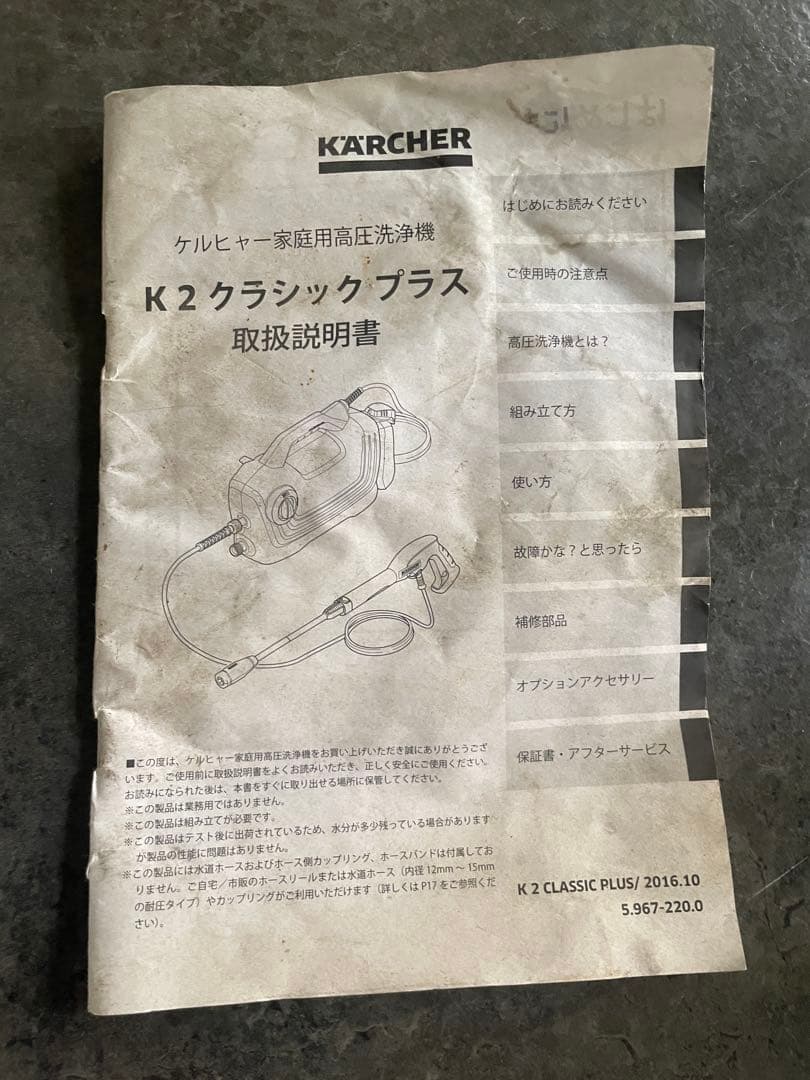 KÄRCHER
ケルヒャー家庭用高圧洗浄機
K 2 クラシック プラス
取扱説明書
■この度は、ケルヒャー家庭用高圧洗浄機をお買い上げいただき誠にありがとうござ
います。ご使用前に取扱説明書をよくお読みいただき、正しく安全にご使用ください。
お読みになられた後は、本書をすぐに取り出せる場所に保管してください。
※この製品は業務用ではありません。
※この製品は組み立てが必要です。
※この製品はテスト後に出荷されているため、水分が多少残っている場合があります
が製品の性能に問題はありません。
※この製品には水道ホースおよびホース側カップリング、ホースバンドは付属してお
りません。ご自宅／市販のホースリールまたは水道ホース（内径 12mm ～ 15mm
の耐圧タイプ）やカップリングがご利用いただけます（詳しくは P17 をご参照くだ
さい）。
はじめにお読みください
ご使用時の注意点
高圧洗浄機とは？
組み立て方
使い方
故障かな？と思ったら
補修部品
オプションアクセサリー
保証書・アフターサービス
K 2 CLASSIC PLUS/ 2016.10
5.967-220.0